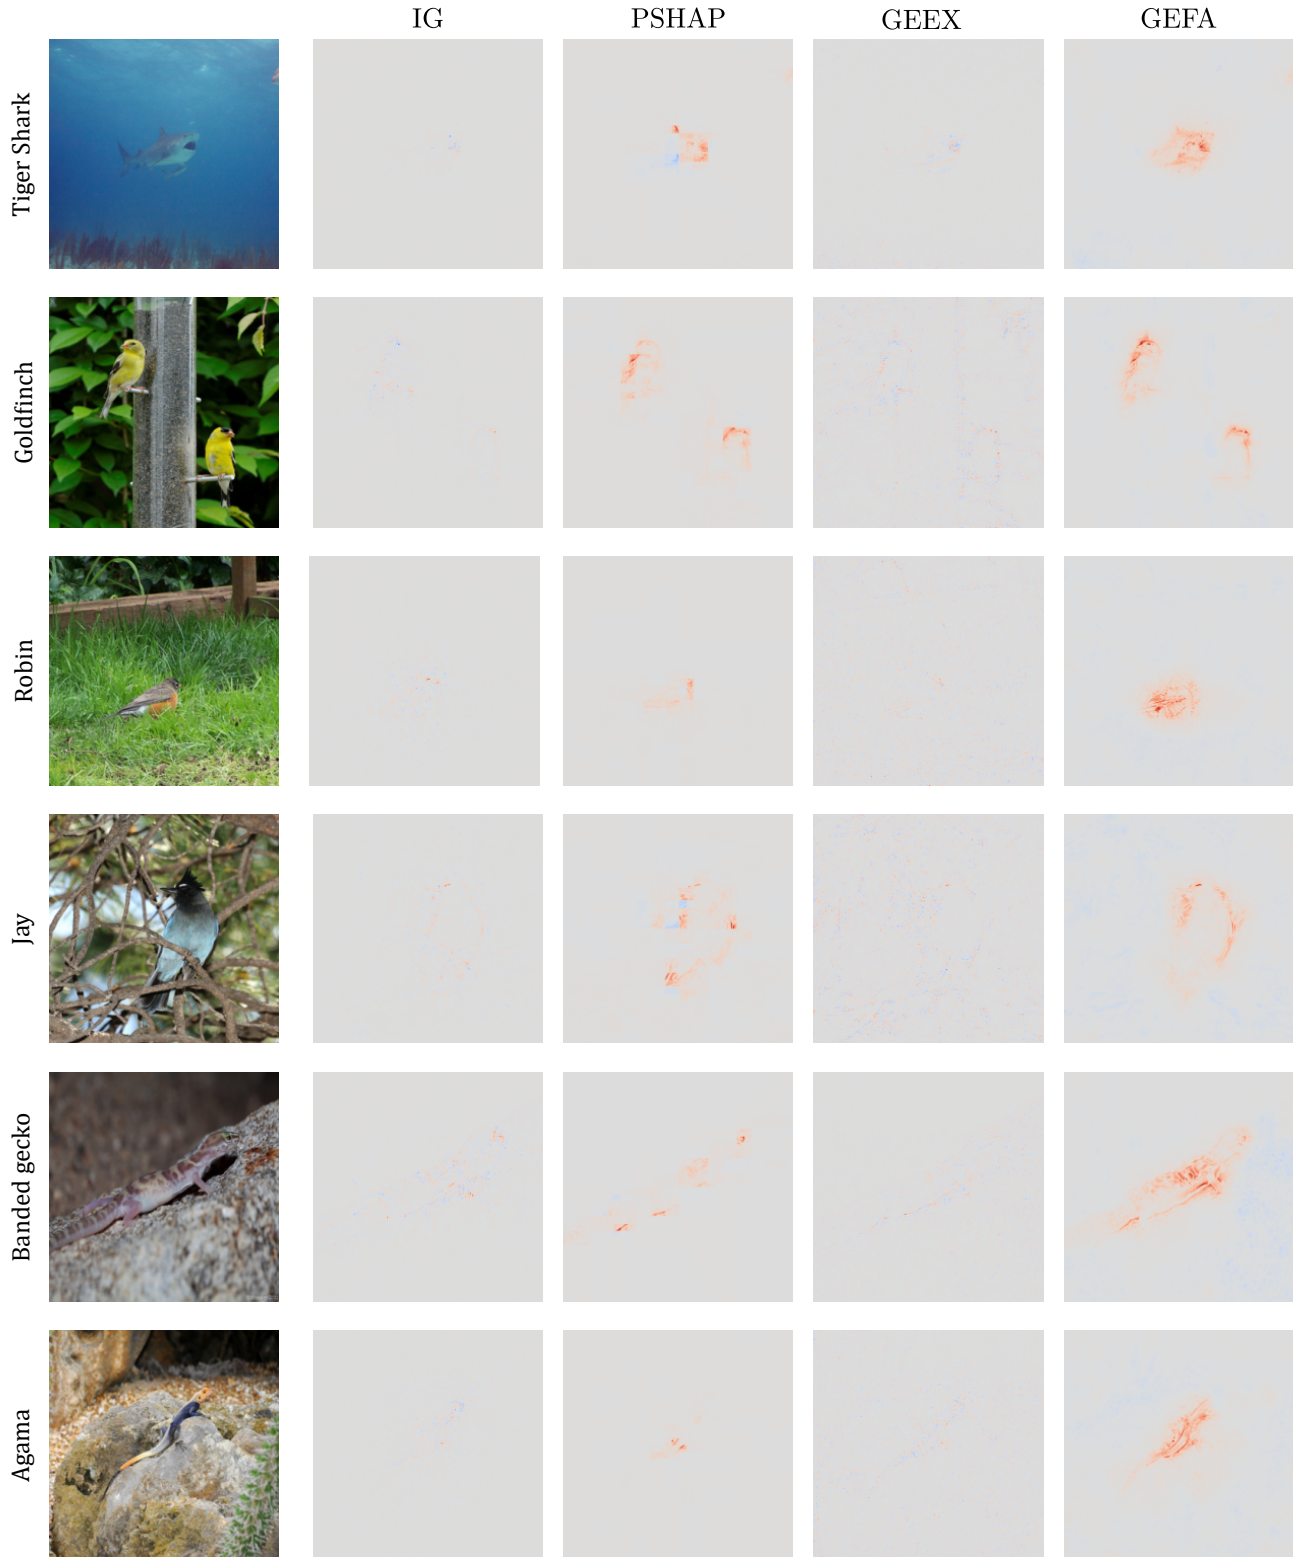 IG
PSHAP
GEEX
GEFA
Tiger Shark
Goldfinch
Robin
Jay
Banded gecko
Agama